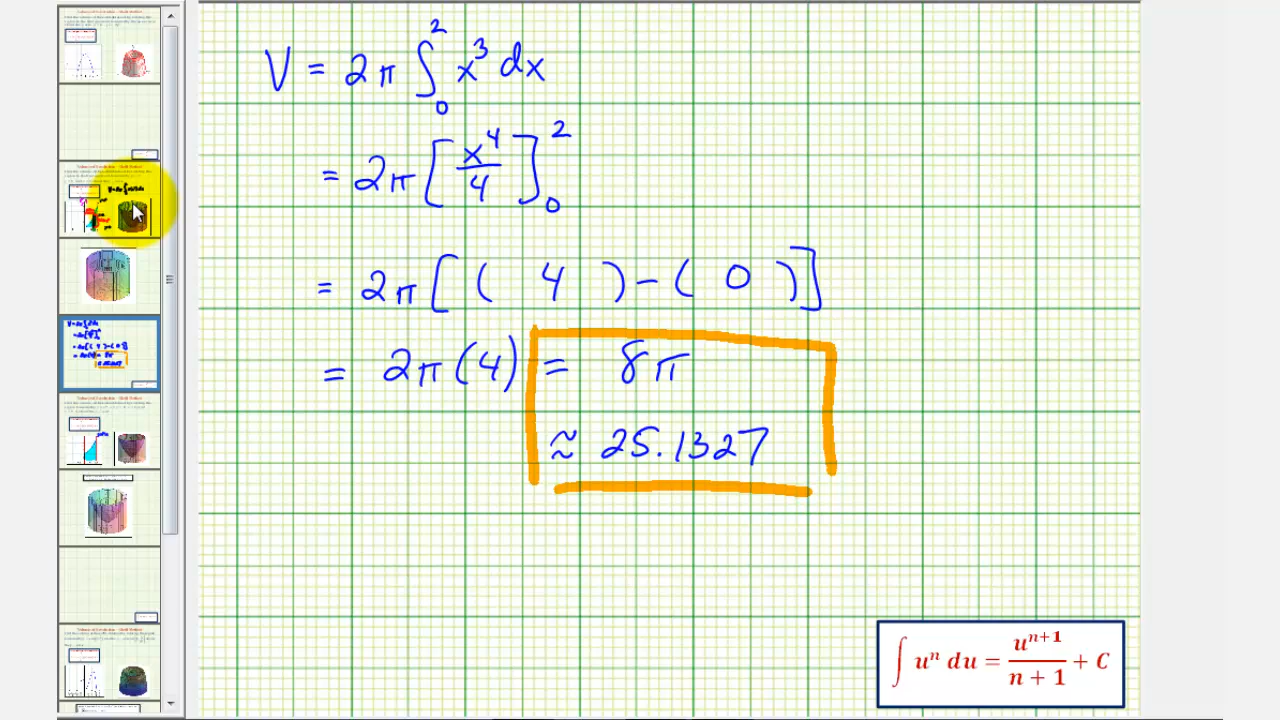 V = 2π ∫₀² x³ dx
= 2π [x⁴/4]₀²
= 2π [( 4 ) − ( 0 )]
= 2π (4) = 8π
≈ 25.1327
∫ uⁿ du = uⁿ⁺¹/(n + 1) + C